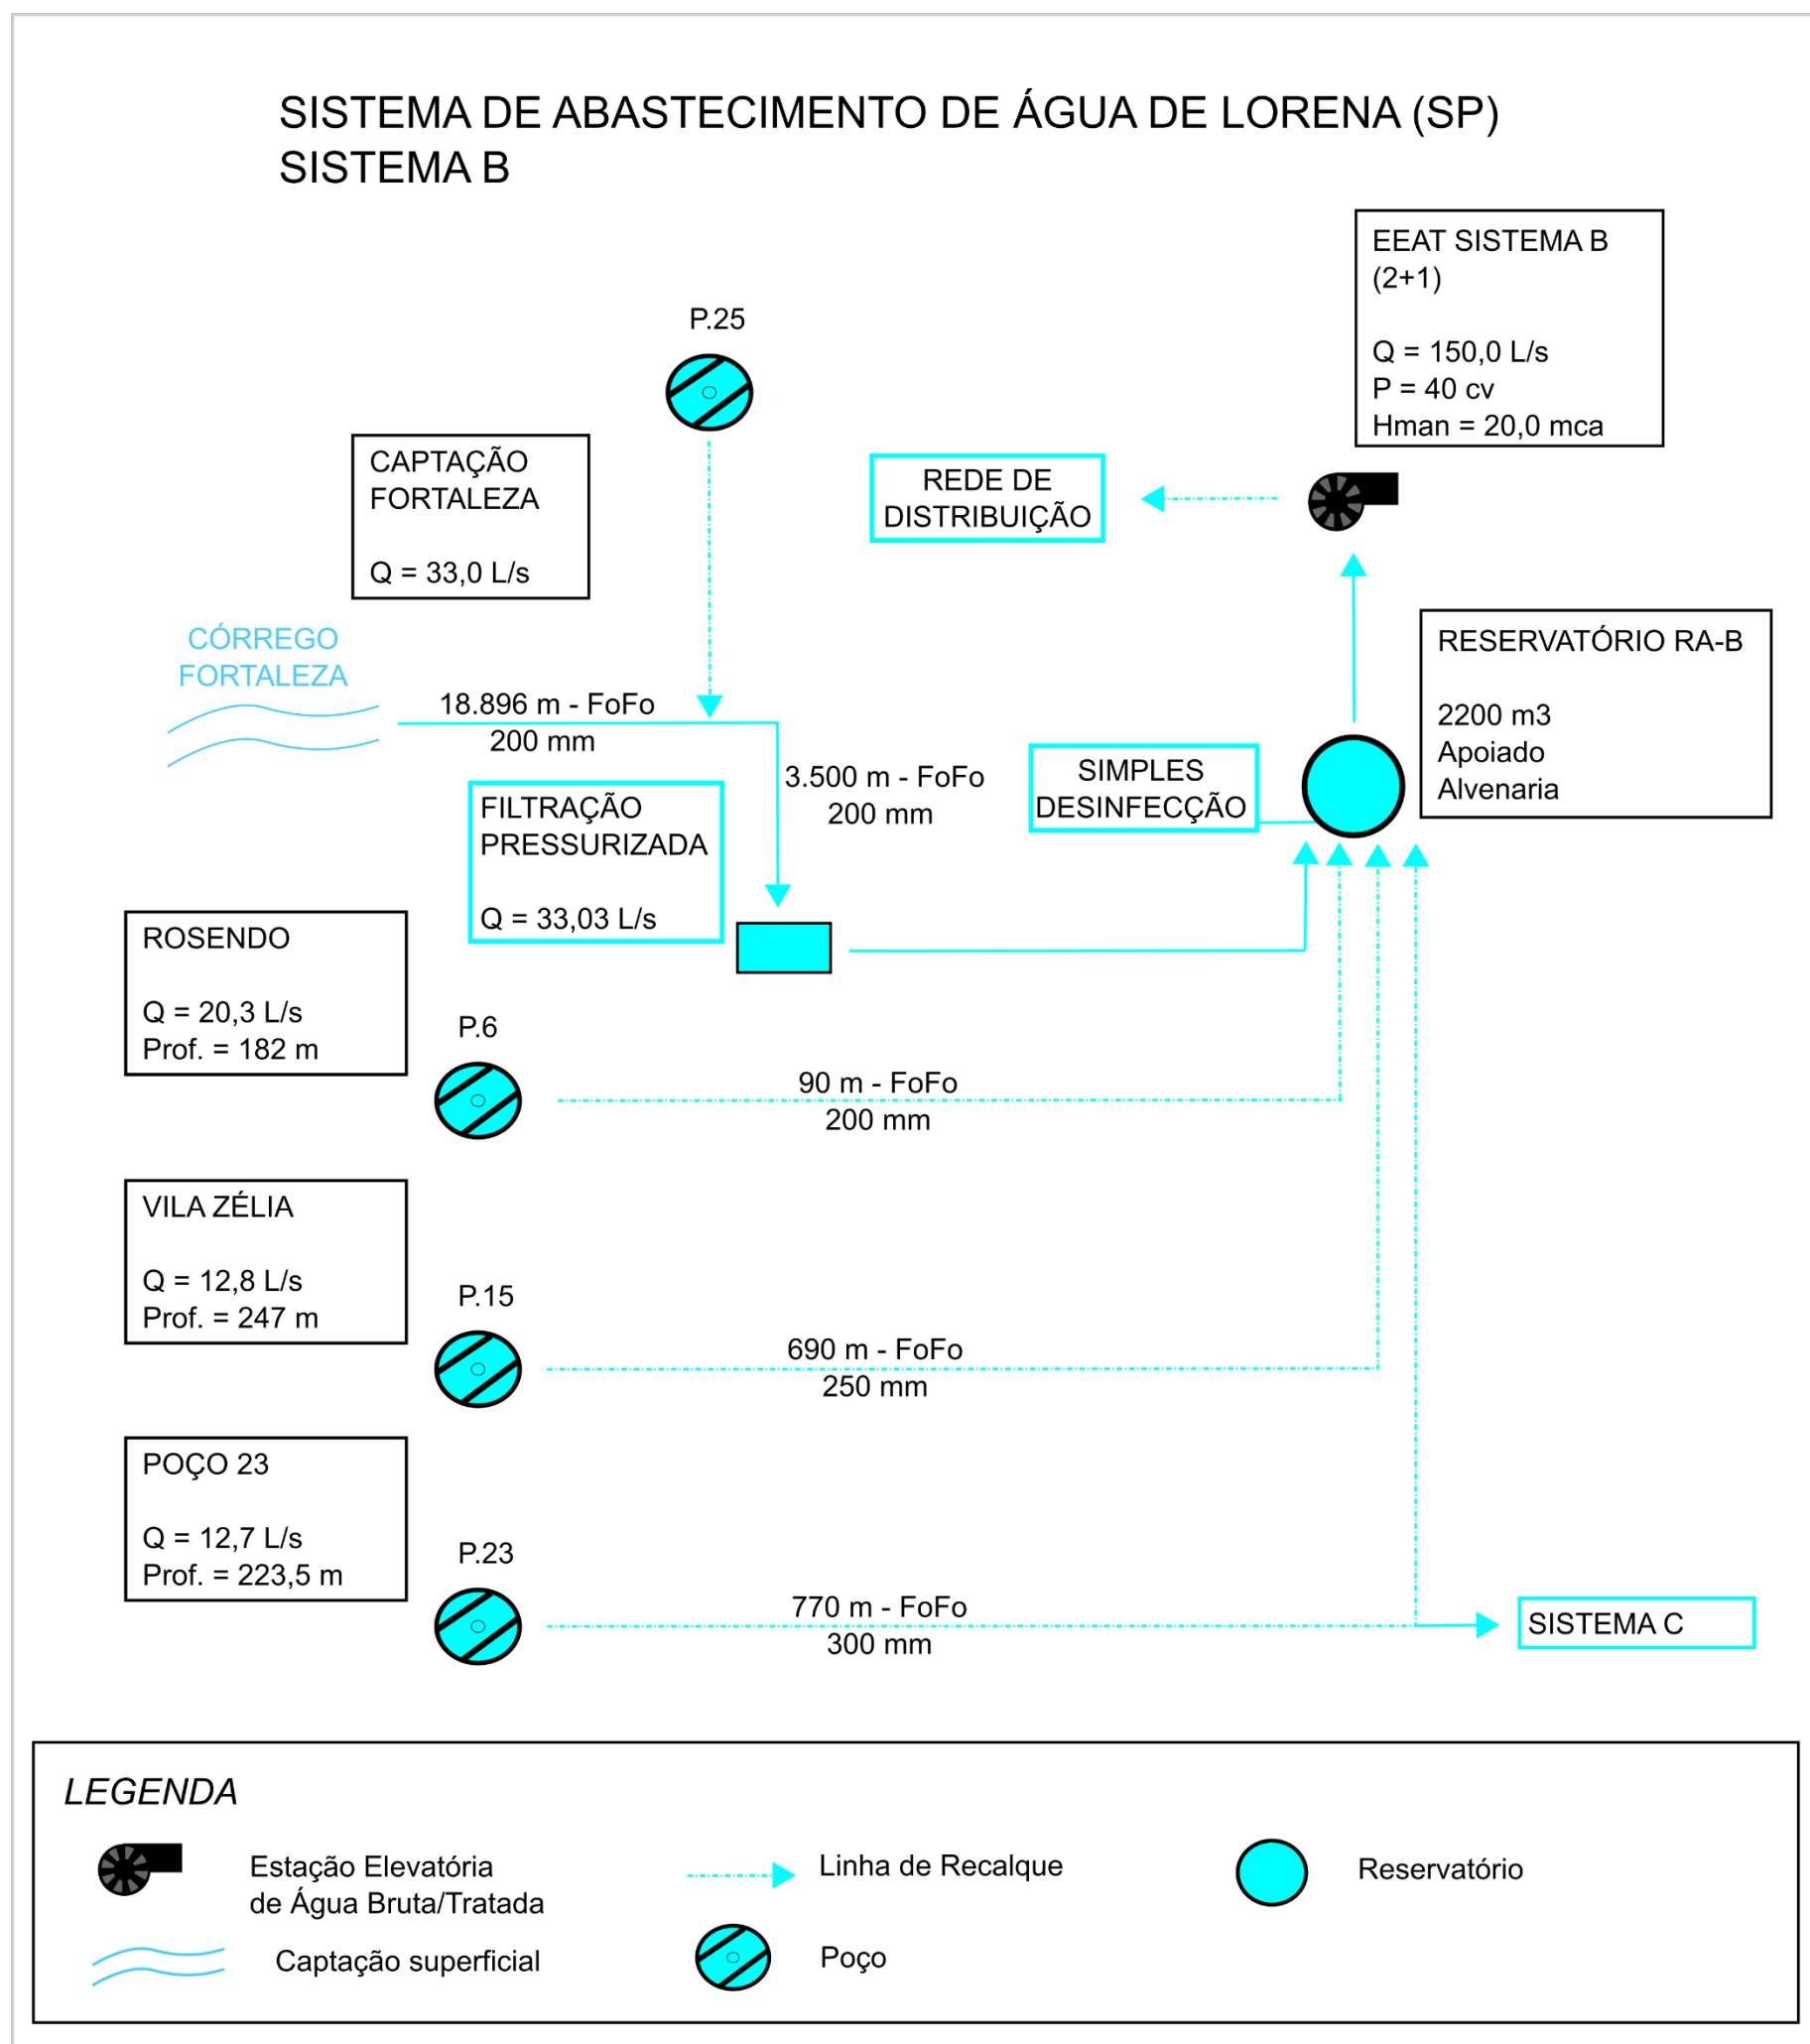 SISTEMA DE ABASTECIMENTO DE ÁGUA DE LORENA (SP)
SISTEMA B
EEAT SISTEMA B
(2+1)
Q = 150,0 L/s
P = 40 cv
Hman = 20,0 mca
P.25
CAPTAÇÃO
FORTALEZA
Q = 33,0 L/s
REDE DE
DISTRIBUIÇÃO
CÓRREGO
FORTALEZA
18.896 m - FoFo
200 mm
RESERVATÓRIO RA-B
2200 m3
Apoiado
Alvenaria
3.500 m - FoFo
200 mm
SIMPLES
DESINFECÇÃO
FILTRAÇÃO
PRESSURIZADA
Q = 33,03 L/s
ROSENDO
Q = 20,3 L/s
Prof. = 182 m
P.6
90 m - FoFo
200 mm
VILA ZÉLIA
Q = 12,8 L/s
Prof. = 247 m
P.15
690 m - FoFo
250 mm
POÇO 23
Q = 12,7 L/s
Prof. = 223,5 m
P.23
770 m - FoFo
300 mm
SISTEMA C
LEGENDA
Estação Elevatória
de Água Bruta/Tratada
Linha de Recalque
Reservatório
Captação superficial
Poço